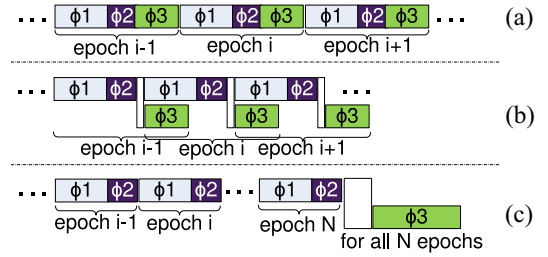 ... ϕ1 ϕ2 ϕ3 ϕ1 ϕ2 ϕ3 ϕ1 ϕ2 ϕ3 ... (a)
epoch i-1 epoch i epoch i+1
ϕ1 ϕ2 ϕ1 ϕ2 ϕ1 ϕ2 ...
ϕ3 ϕ3 ϕ3 (b)
epoch i-1 epoch i epoch i+1
... ϕ1 ϕ2 ϕ1 ϕ2 ... ϕ1 ϕ2
epoch i-1 epoch i epoch N ϕ3 (c)
for all N epochs